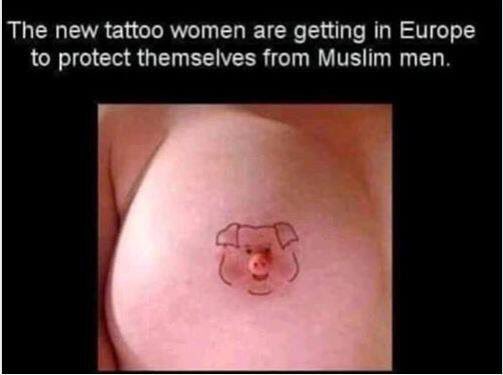 The new tattoo women are getting in Europe
to protect themselves from Muslim men.